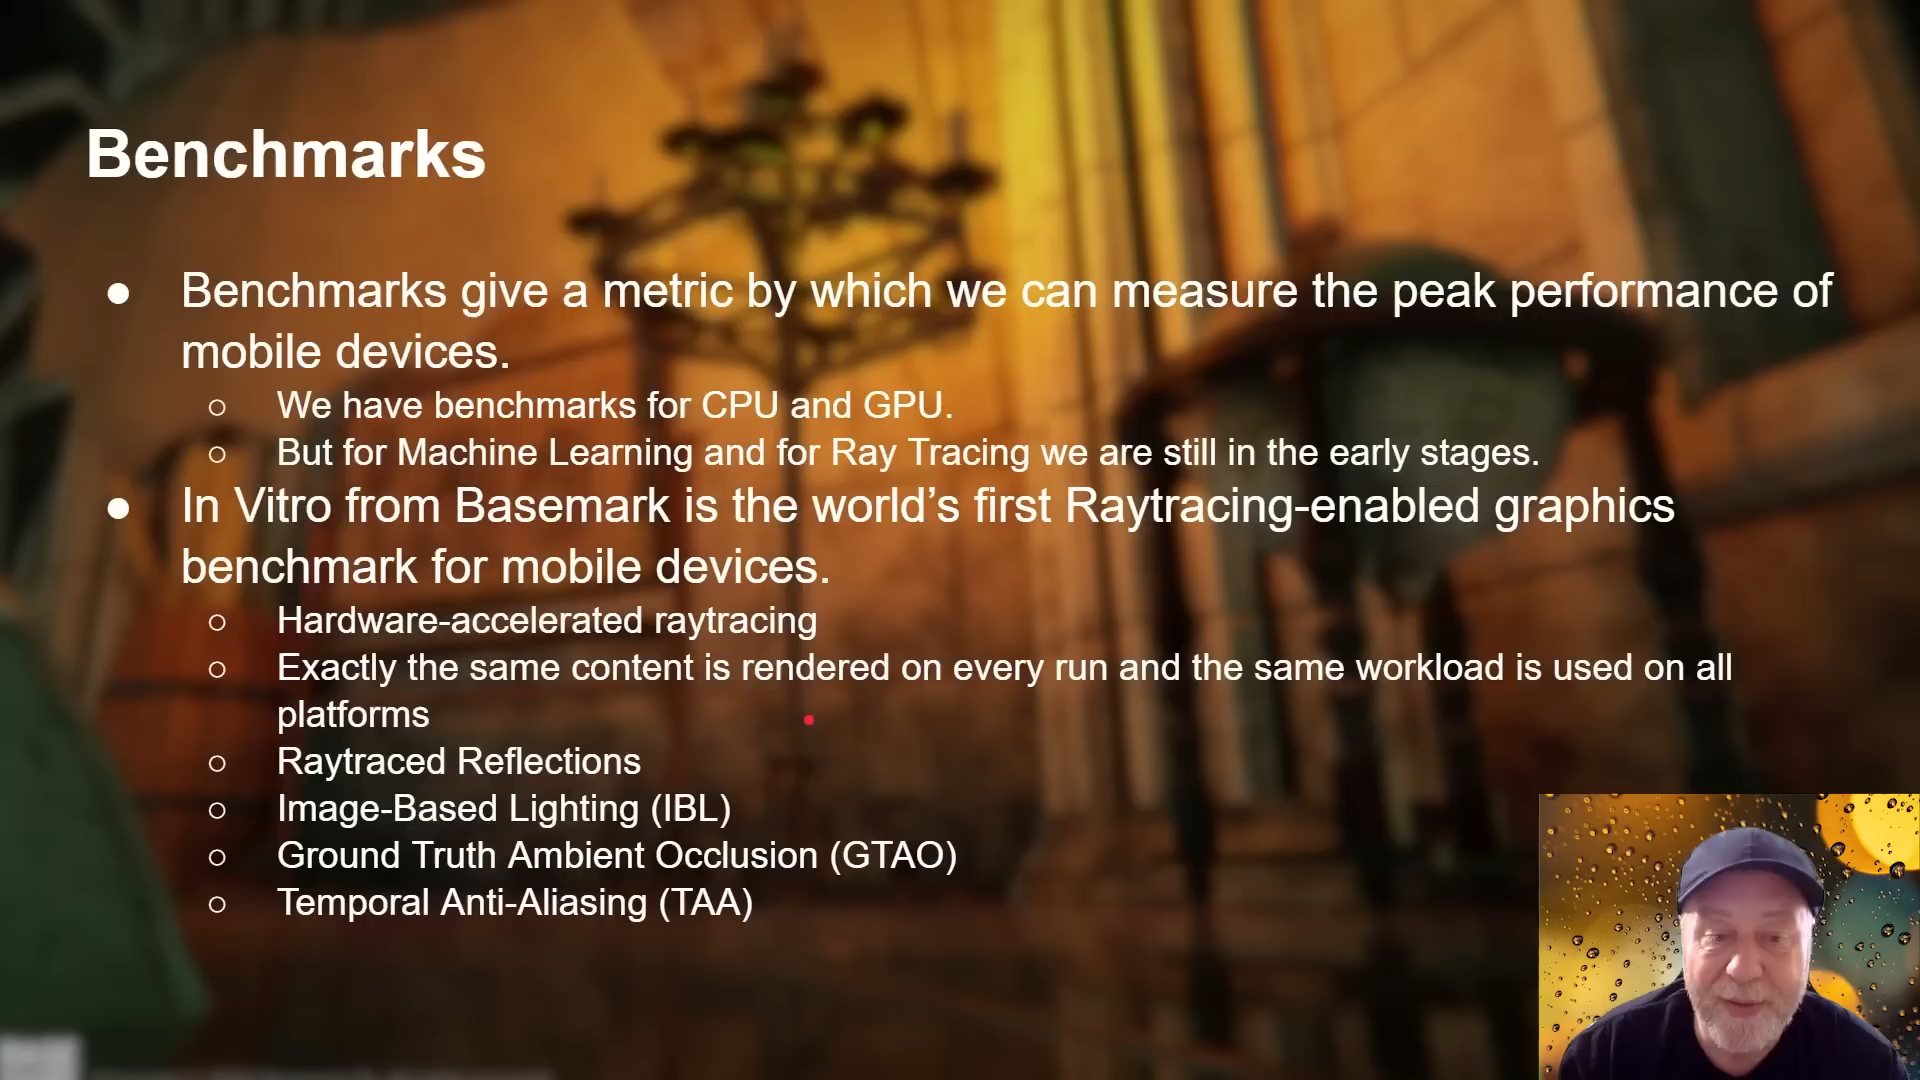 Benchmarks
● Benchmarks give a metric by which we can measure the peak performance of
mobile devices.
○ We have benchmarks for CPU and GPU.
○ But for Machine Learning and for Ray Tracing we are still in the early stages.
● In Vitro from Basemark is the world’s first Raytracing-enabled graphics
benchmark for mobile devices.
○ Hardware-accelerated raytracing
○ Exactly the same content is rendered on every run and the same workload is used on all
platforms
○ Raytraced Reflections
○ Image-Based Lighting (IBL)
○ Ground Truth Ambient Occlusion (GTAO)
○ Temporal Anti-Aliasing (TAA)